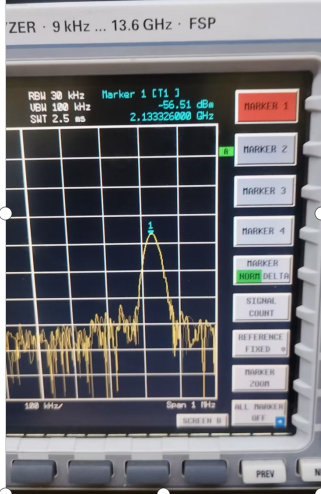 YZER · 9 kHz ... 13.6 GHz · FSP
RBW 30 kHz
VBW 100 kHz
SWT 2.5 ms
Marker 1 [T1 ]
-56.51 dBm
2.133326000 GHz
A
1
100 kHz/
Span 1 MHz
MARKER 1
MARKER 2
MARKER 3
MARKER 4
MARKER
NORM DELTA
SIGNAL
COUNT
REFERENCE
FIXED
MARKER
ZOOM
ALL MARKER
OFF
SCREEN B
PREV